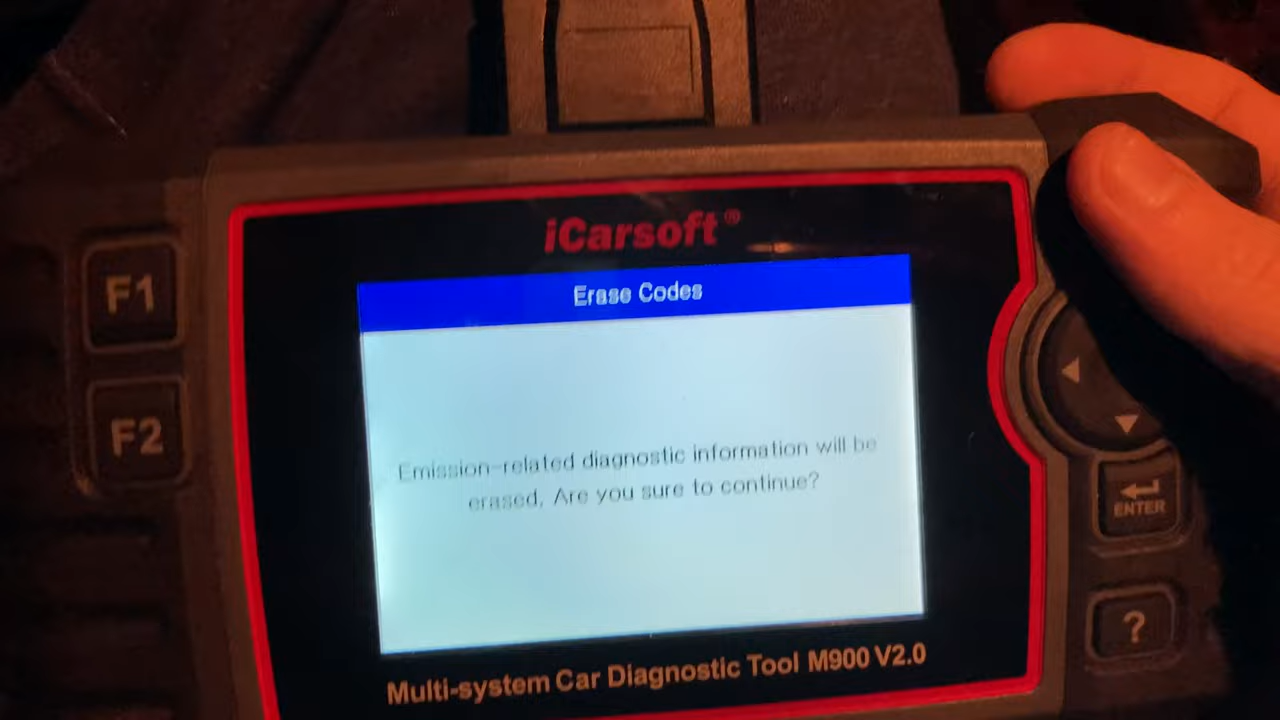 iCarsoft®
Erase Codes
F1
F2
Emission-related diagnostic information will be
erased. Are you sure to continue?
ENTER
?
Multi-system Car Diagnostic Tool M900 V2.0